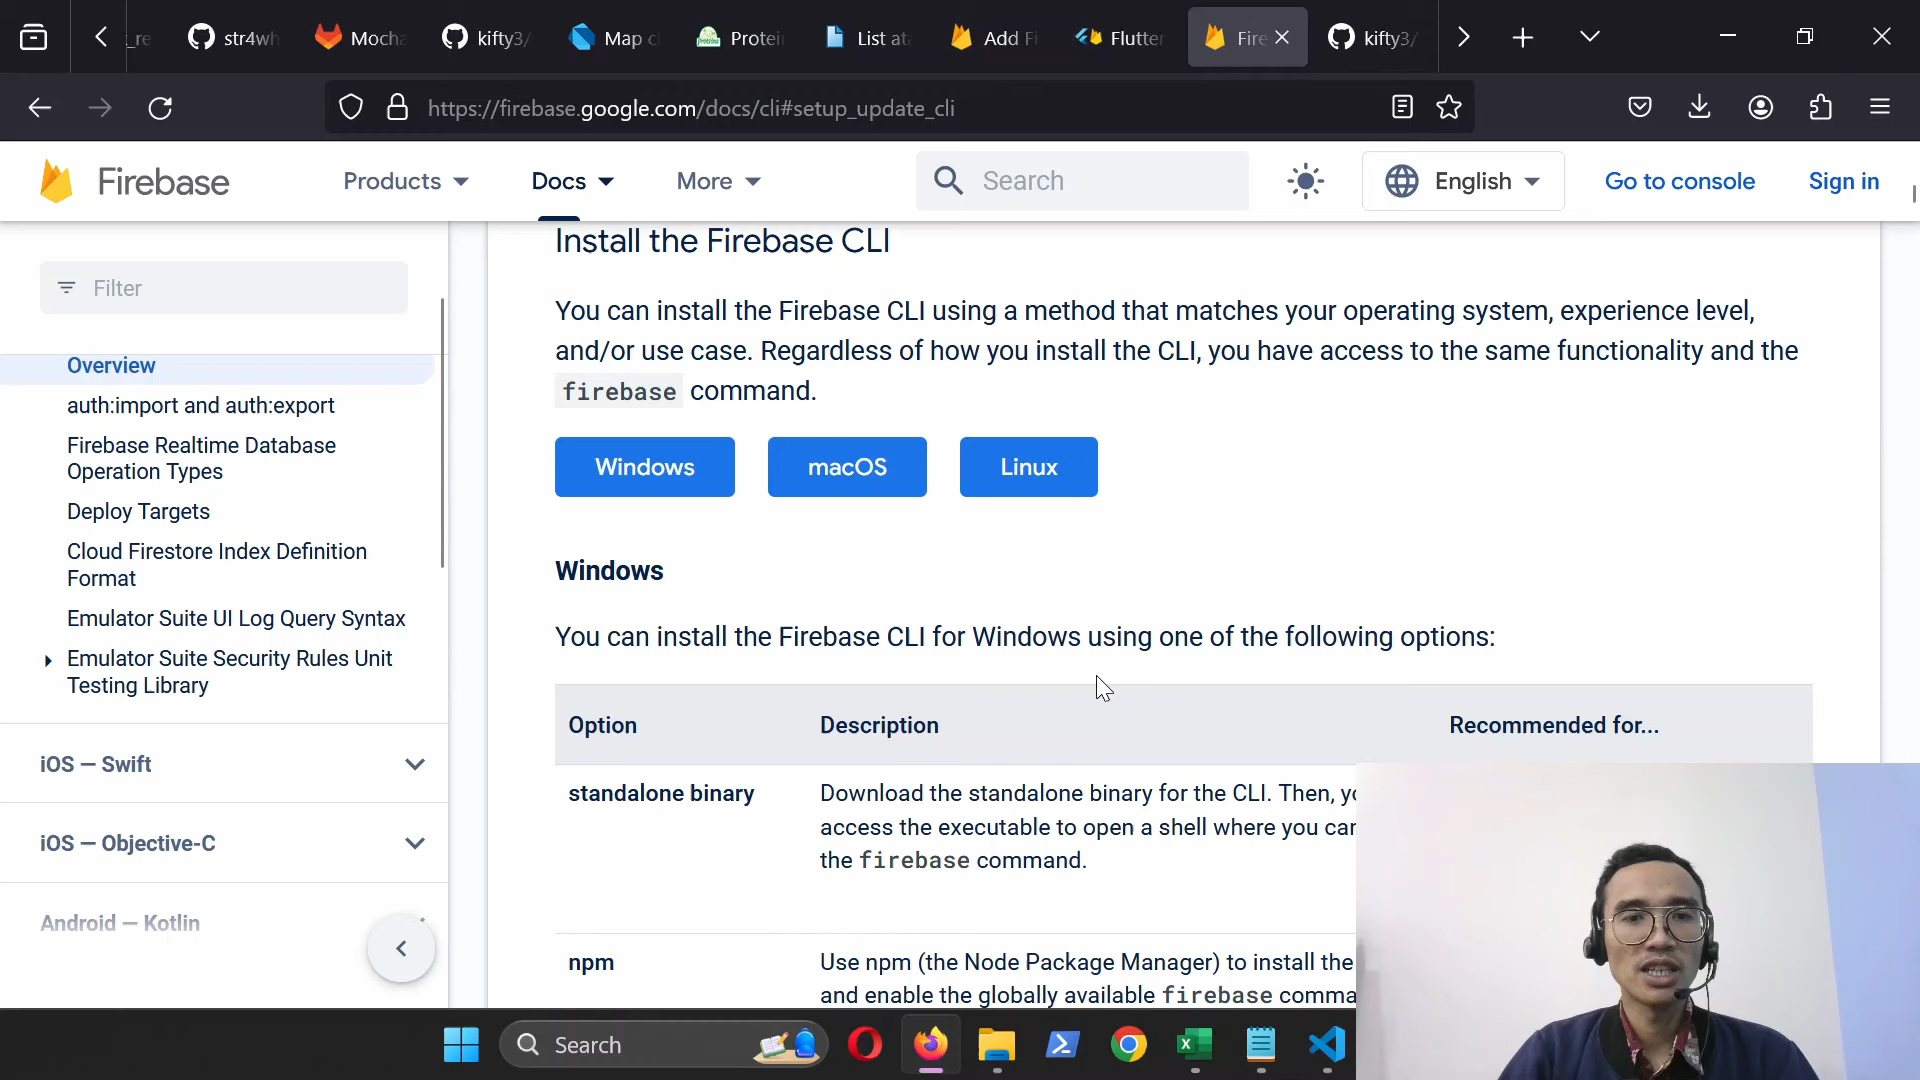 _re
str4wh
Mocha
kifty3/
Map cl
Protei
List ata
Add Fi
Flutter
Fire
kifty3/
https://firebase.google.com/docs/cli#setup_update_cli
Firebase
Products
Docs
More
Search
English
Go to console
Sign in
Filter
Overview
auth:import and auth:export
Firebase Realtime Database
Operation Types
Deploy Targets
Cloud Firestore Index Definition
Format
Emulator Suite UI Log Query Syntax
Emulator Suite Security Rules Unit
Testing Library
iOS — Swift
iOS — Objective-C
Android — Kotlin
Install the Firebase CLI
You can install the Firebase CLI using a method that matches your operating system, experience level,
and/or use case. Regardless of how you install the CLI, you have access to the same functionality and the
firebase command.
Windows
macOS
Linux
Windows
You can install the Firebase CLI for Windows using one of the following options:
Option
Description
Recommended for...
standalone binary
Download the standalone binary for the CLI. Then, yo
access the executable to open a shell where you can
the firebase command.
npm
Use npm (the Node Package Manager) to install the
and enable the globally available firebase comma
Search